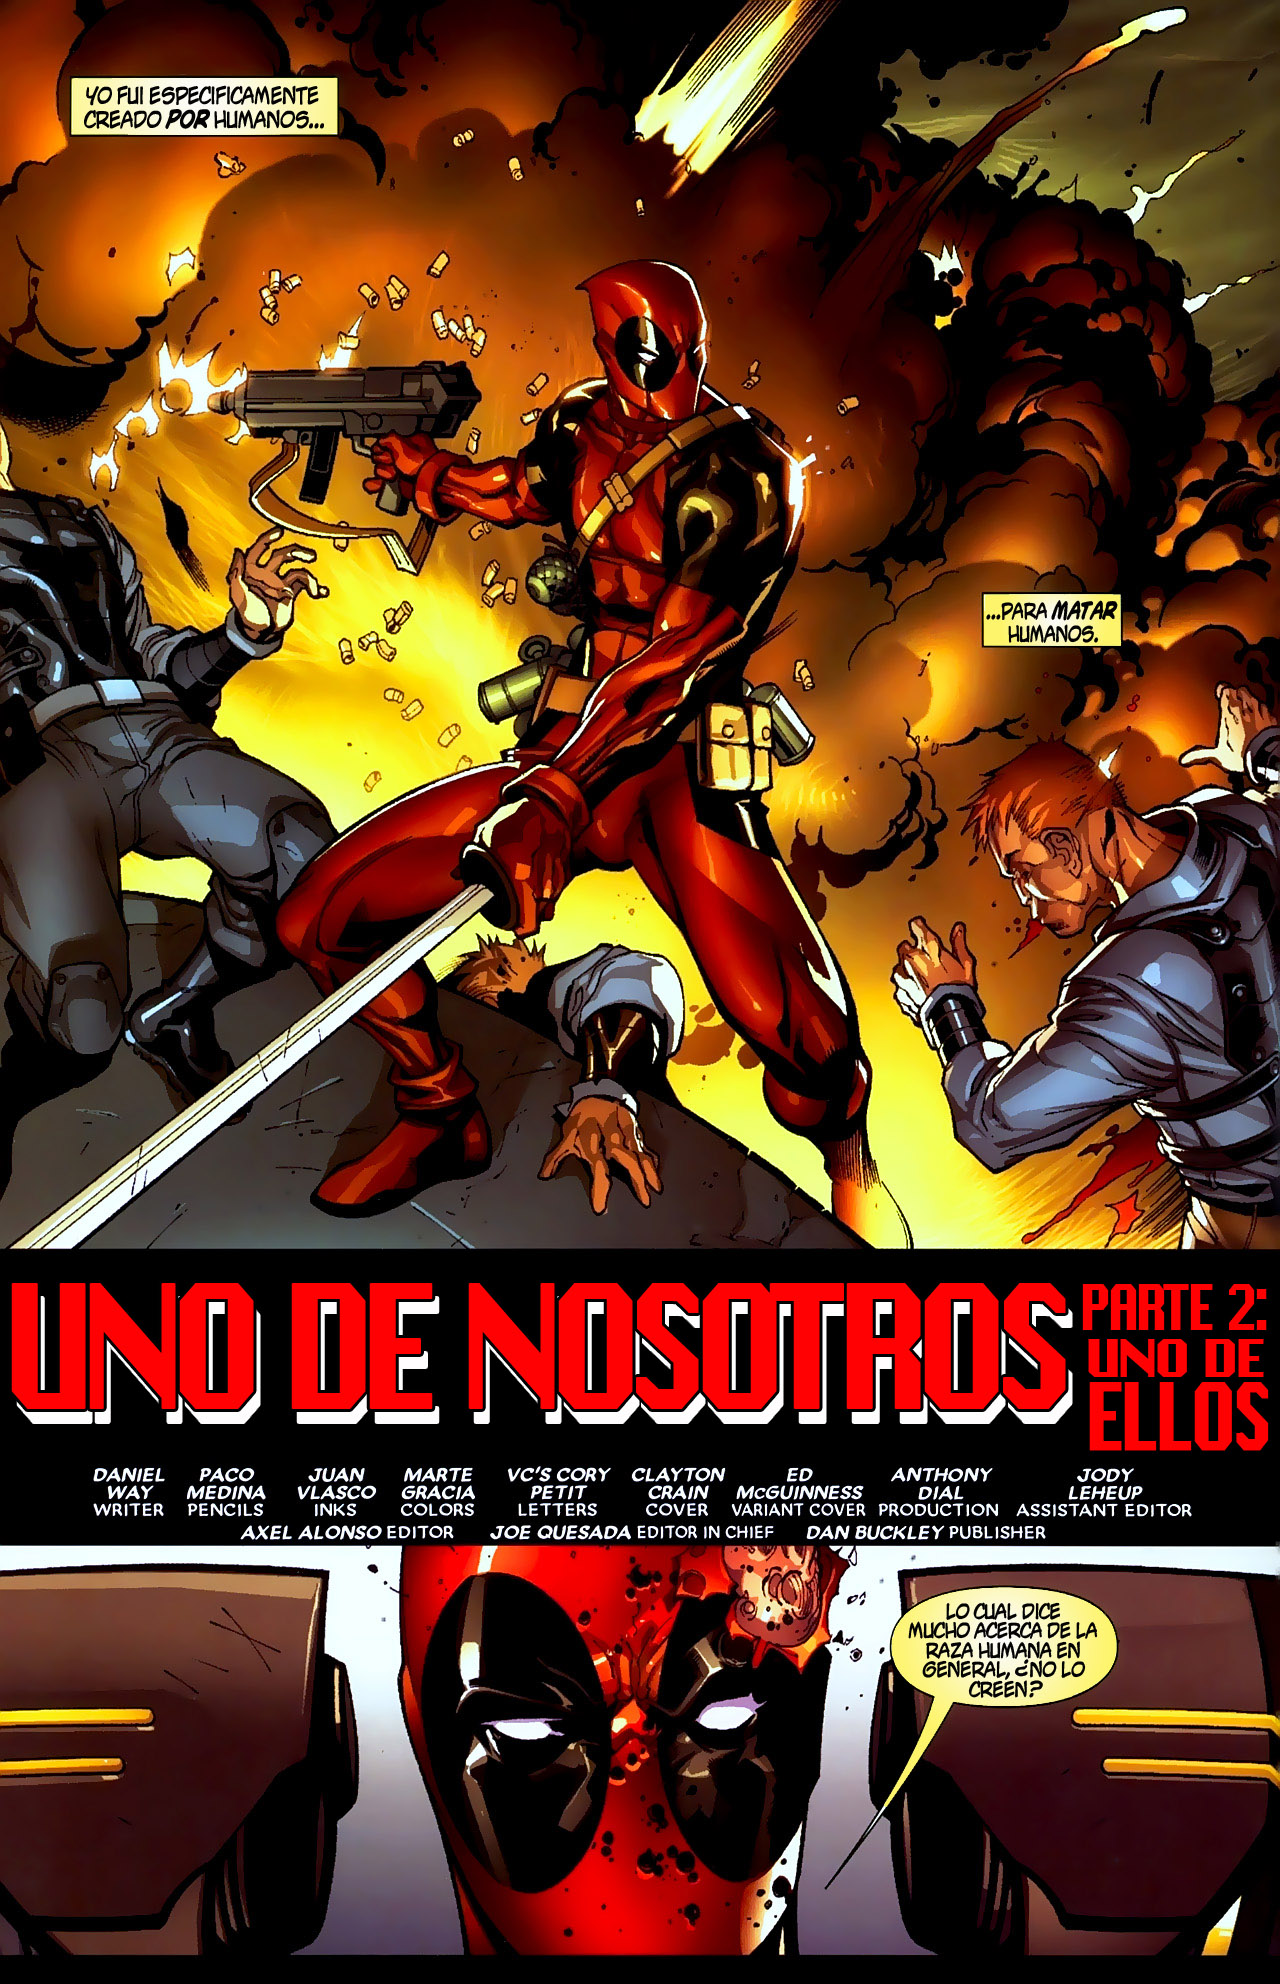 YO FUI ESPECIFICAMENTE
CREADO POR HUMANOS...
...PARA MATAR
HUMANOS.
UNO DE NOSOTROS
PARTE 2:
UNO DE
ELLOS
DANIEL
WAY
WRITER
PACO
MEDINA
PENCILS
JUAN
VLASCO
INKS
MARTE
GRACIA
COLORS
VC'S CORY
PETIT
LETTERS
CLAYTON
CRAIN
COVER
ED
McGUINNESS
VARIANT COVER
ANTHONY
DIAL
PRODUCTION
JODY
LEHEUP
ASSISTANT EDITOR
AXEL ALONSO EDITOR
JOE QUESADA EDITOR IN CHIEF
DAN BUCKLEY PUBLISHER
LO CUAL DICE
MUCHO ACERCA DE LA
RAZA HUMANA EN
GENERAL, ¿NO LO
CREEN?